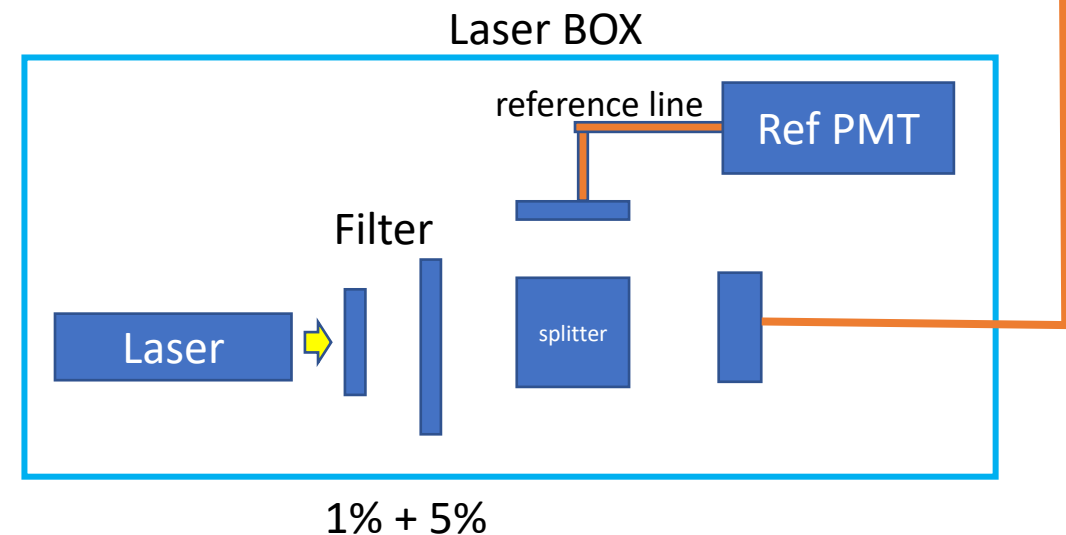 Laser BOX
reference line
Ref PMT
Filter
Laser
splitter
1% + 5%